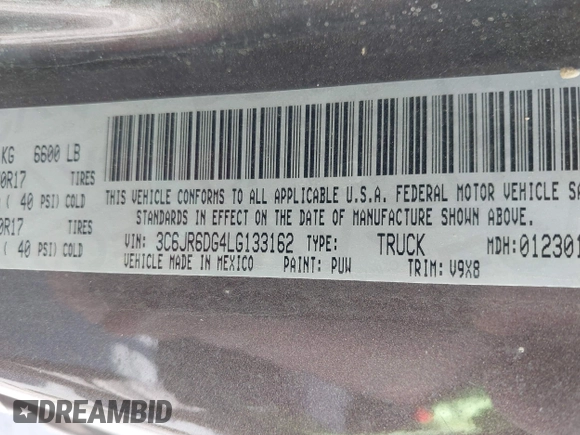 KG 6600 LB
0R17 TIRES
( 40 PSI) COLD
0R17 TIRES
( 40 PSI) COLD
THIS VEHICLE CONFORMS TO ALL APPLICABLE U.S.A. FEDERAL MOTOR VEHICLE SA
STANDARDS IN EFFECT ON THE DATE OF MANUFACTURE SHOWN ABOVE.
VIN: 3C6JR6DG4LG133162 TYPE: TRUCK MDH: 012301
VEHICLE MADE IN MEXICO PAINT: PUW TRIM: V9X8
DREAMBID